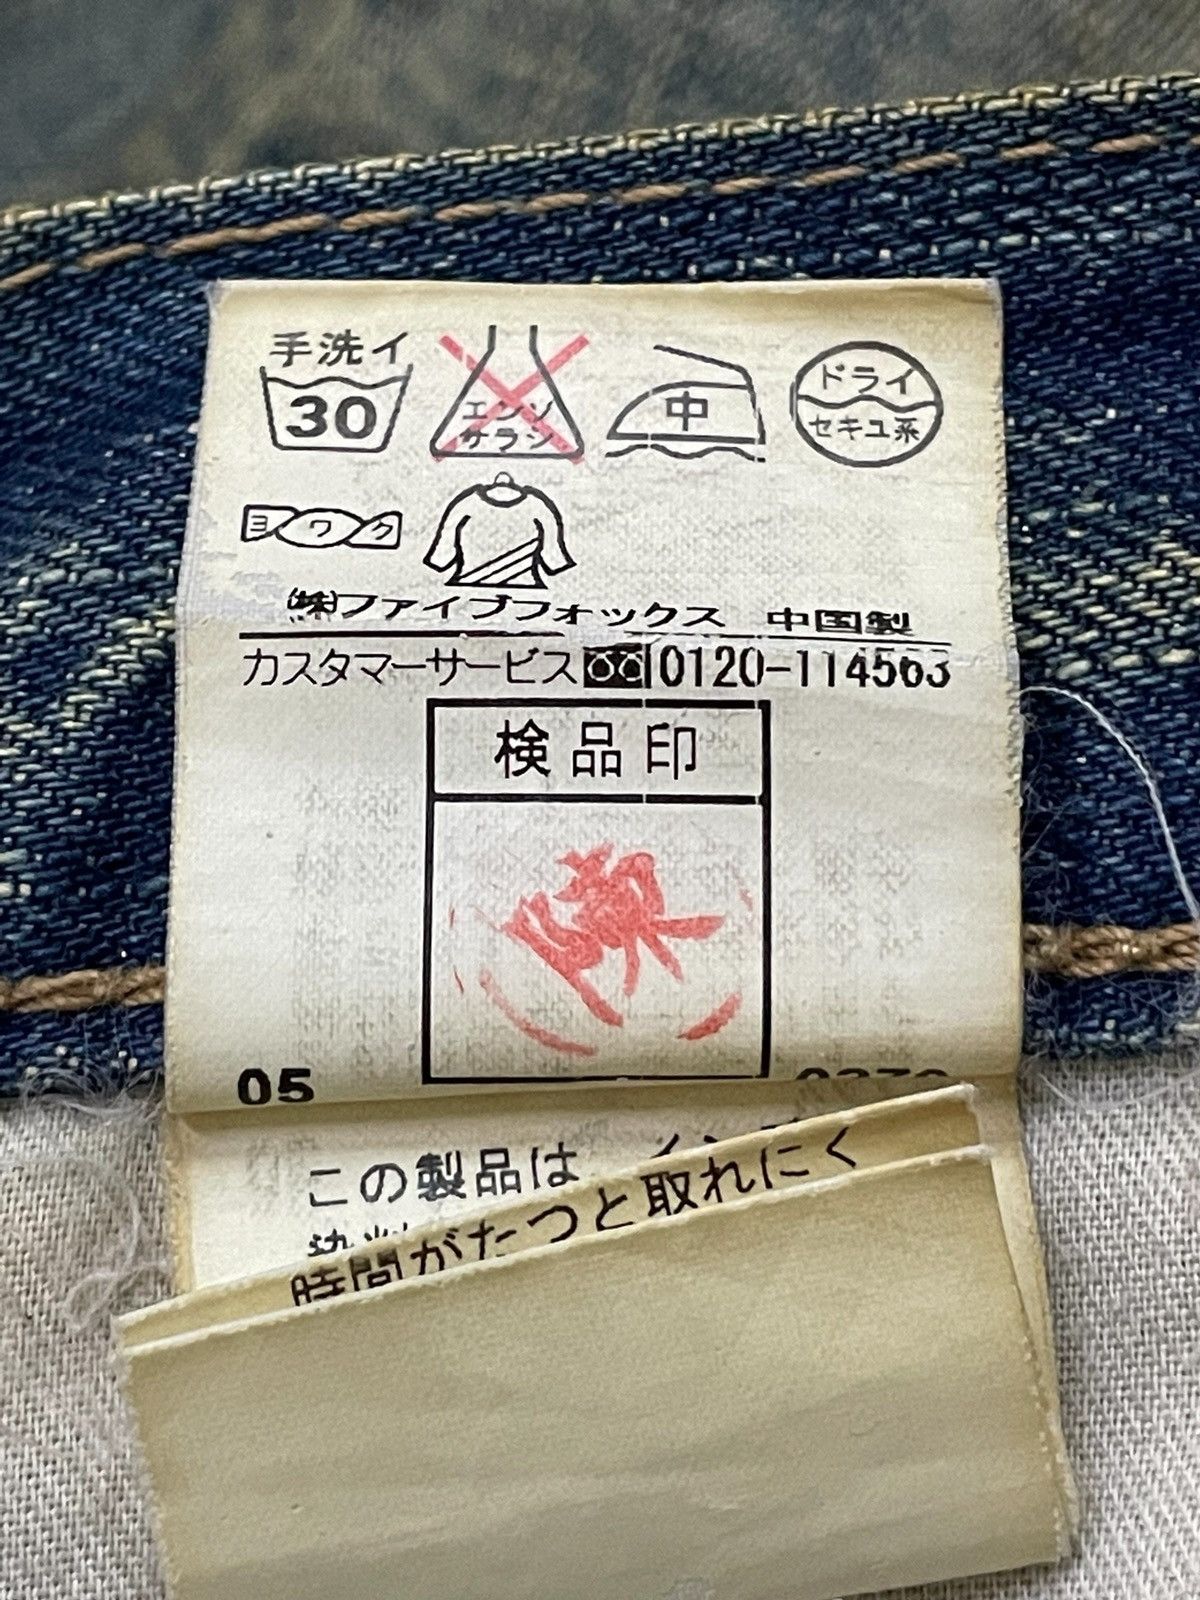 手洗イ
30
エンソ
サラシ
中
ドライ
セキユ系
ヨワク
㈱ファイブフォックス 中国製
カスタマーサービス 0120-114563
検品印
05
この製品は
時間がたつと取れにく